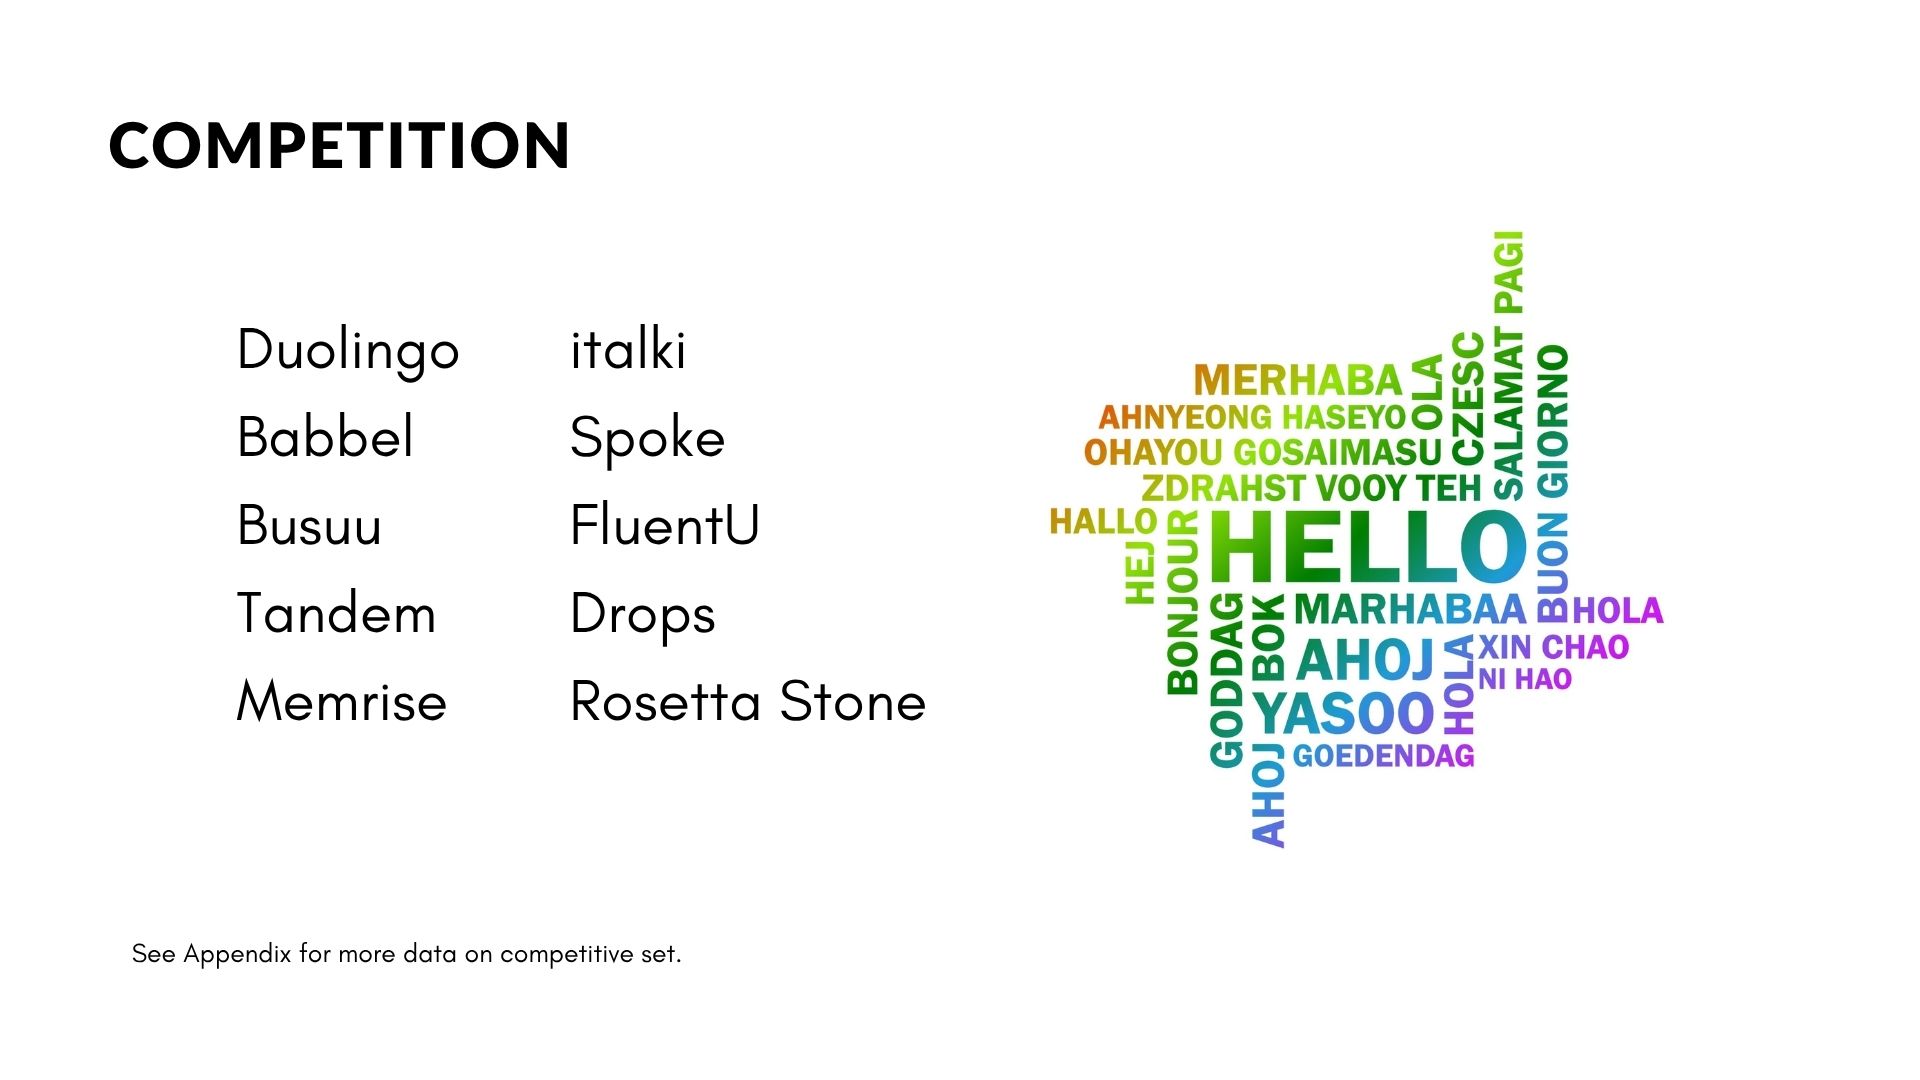 COMPETITION
Duolingo
Babbel
Busuu
Tandem
Memrise
italki
Spoke
FluentU
Drops
Rosetta Stone
SALAMAT PAGI
MERHABA
OLA
CZESC
BUON GIORNO
AHNYEONG HASEYO
OHAYOU GOSAIMASU
ZDRAHST VOOY TEH
HALLO
HEJ
BONJOUR
HELLO
GODDAG
BOK
MARHABAA
HOLA
AHOJ
HOLA
XIN CHAO
NI HAO
YASOO
AHOJ
GOEDENDAG
See Appendix for more data on competitive set.